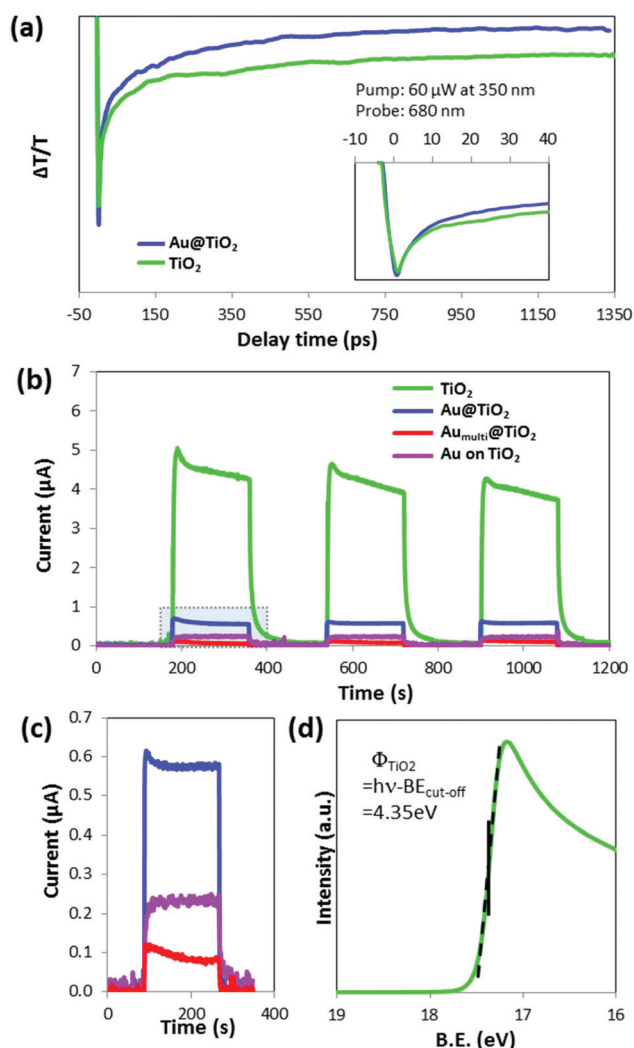 (a)
ΔT/T
Pump: 60 µW at 350 nm
Probe: 680 nm
-10 0 10 20 30 40
Au@TiO₂
TiO₂
-50 150 350 550 750 950 1150 1350
Delay time (ps)
(b)
7
6
5
4
3
2
1
0
Current (µA)
TiO₂
Au@TiO₂
Au_multi@TiO₂
Au on TiO₂
0 200 400 600 800 1000 1200
Time (s)
(c)
0.7
0.6
0.5
0.4
0.3
0.2
0.1
0.0
Current (µA)
0 200 400
Time (s)
(d)
Φ_TiO2
=hν-BE_cut-off
=4.35eV
Intensity (a.u.)
19 18 17 16
B.E. (eV)